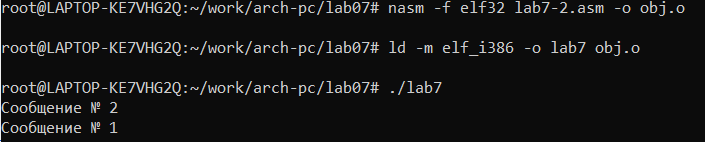 root@LAPTOP-KE7VHG2Q:~/work/arch-pc/lab07# nasm -f elf32 lab7-2.asm -o obj.o
root@LAPTOP-KE7VHG2Q:~/work/arch-pc/lab07# ld -m elf_i386 -o lab7 obj.o
root@LAPTOP-KE7VHG2Q:~/work/arch-pc/lab07# ./lab7
Сообщение № 2
Сообщение № 1